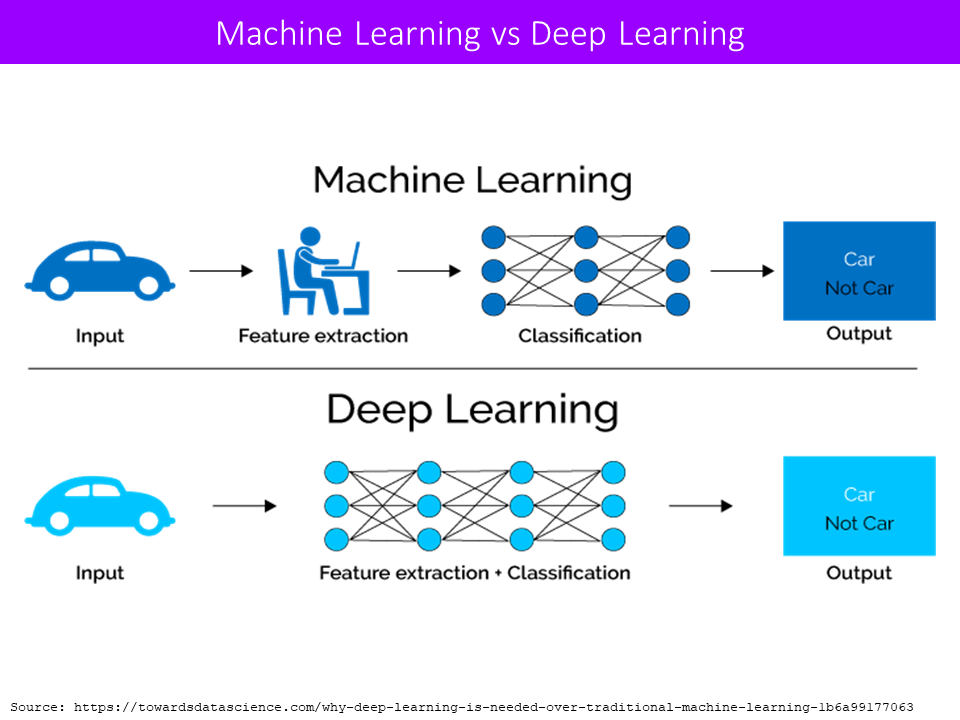 Machine Learning vs Deep Learning
Machine Learning
Car
Not Car
Input
Feature extraction
Classification
Output
Deep Learning
Car
Not Car
Input
Feature extraction + Classification
Output
Source: https://towardsdatascience.com/why-deep-learning-is-needed-over-traditional-machine-learning-1b6a99177063